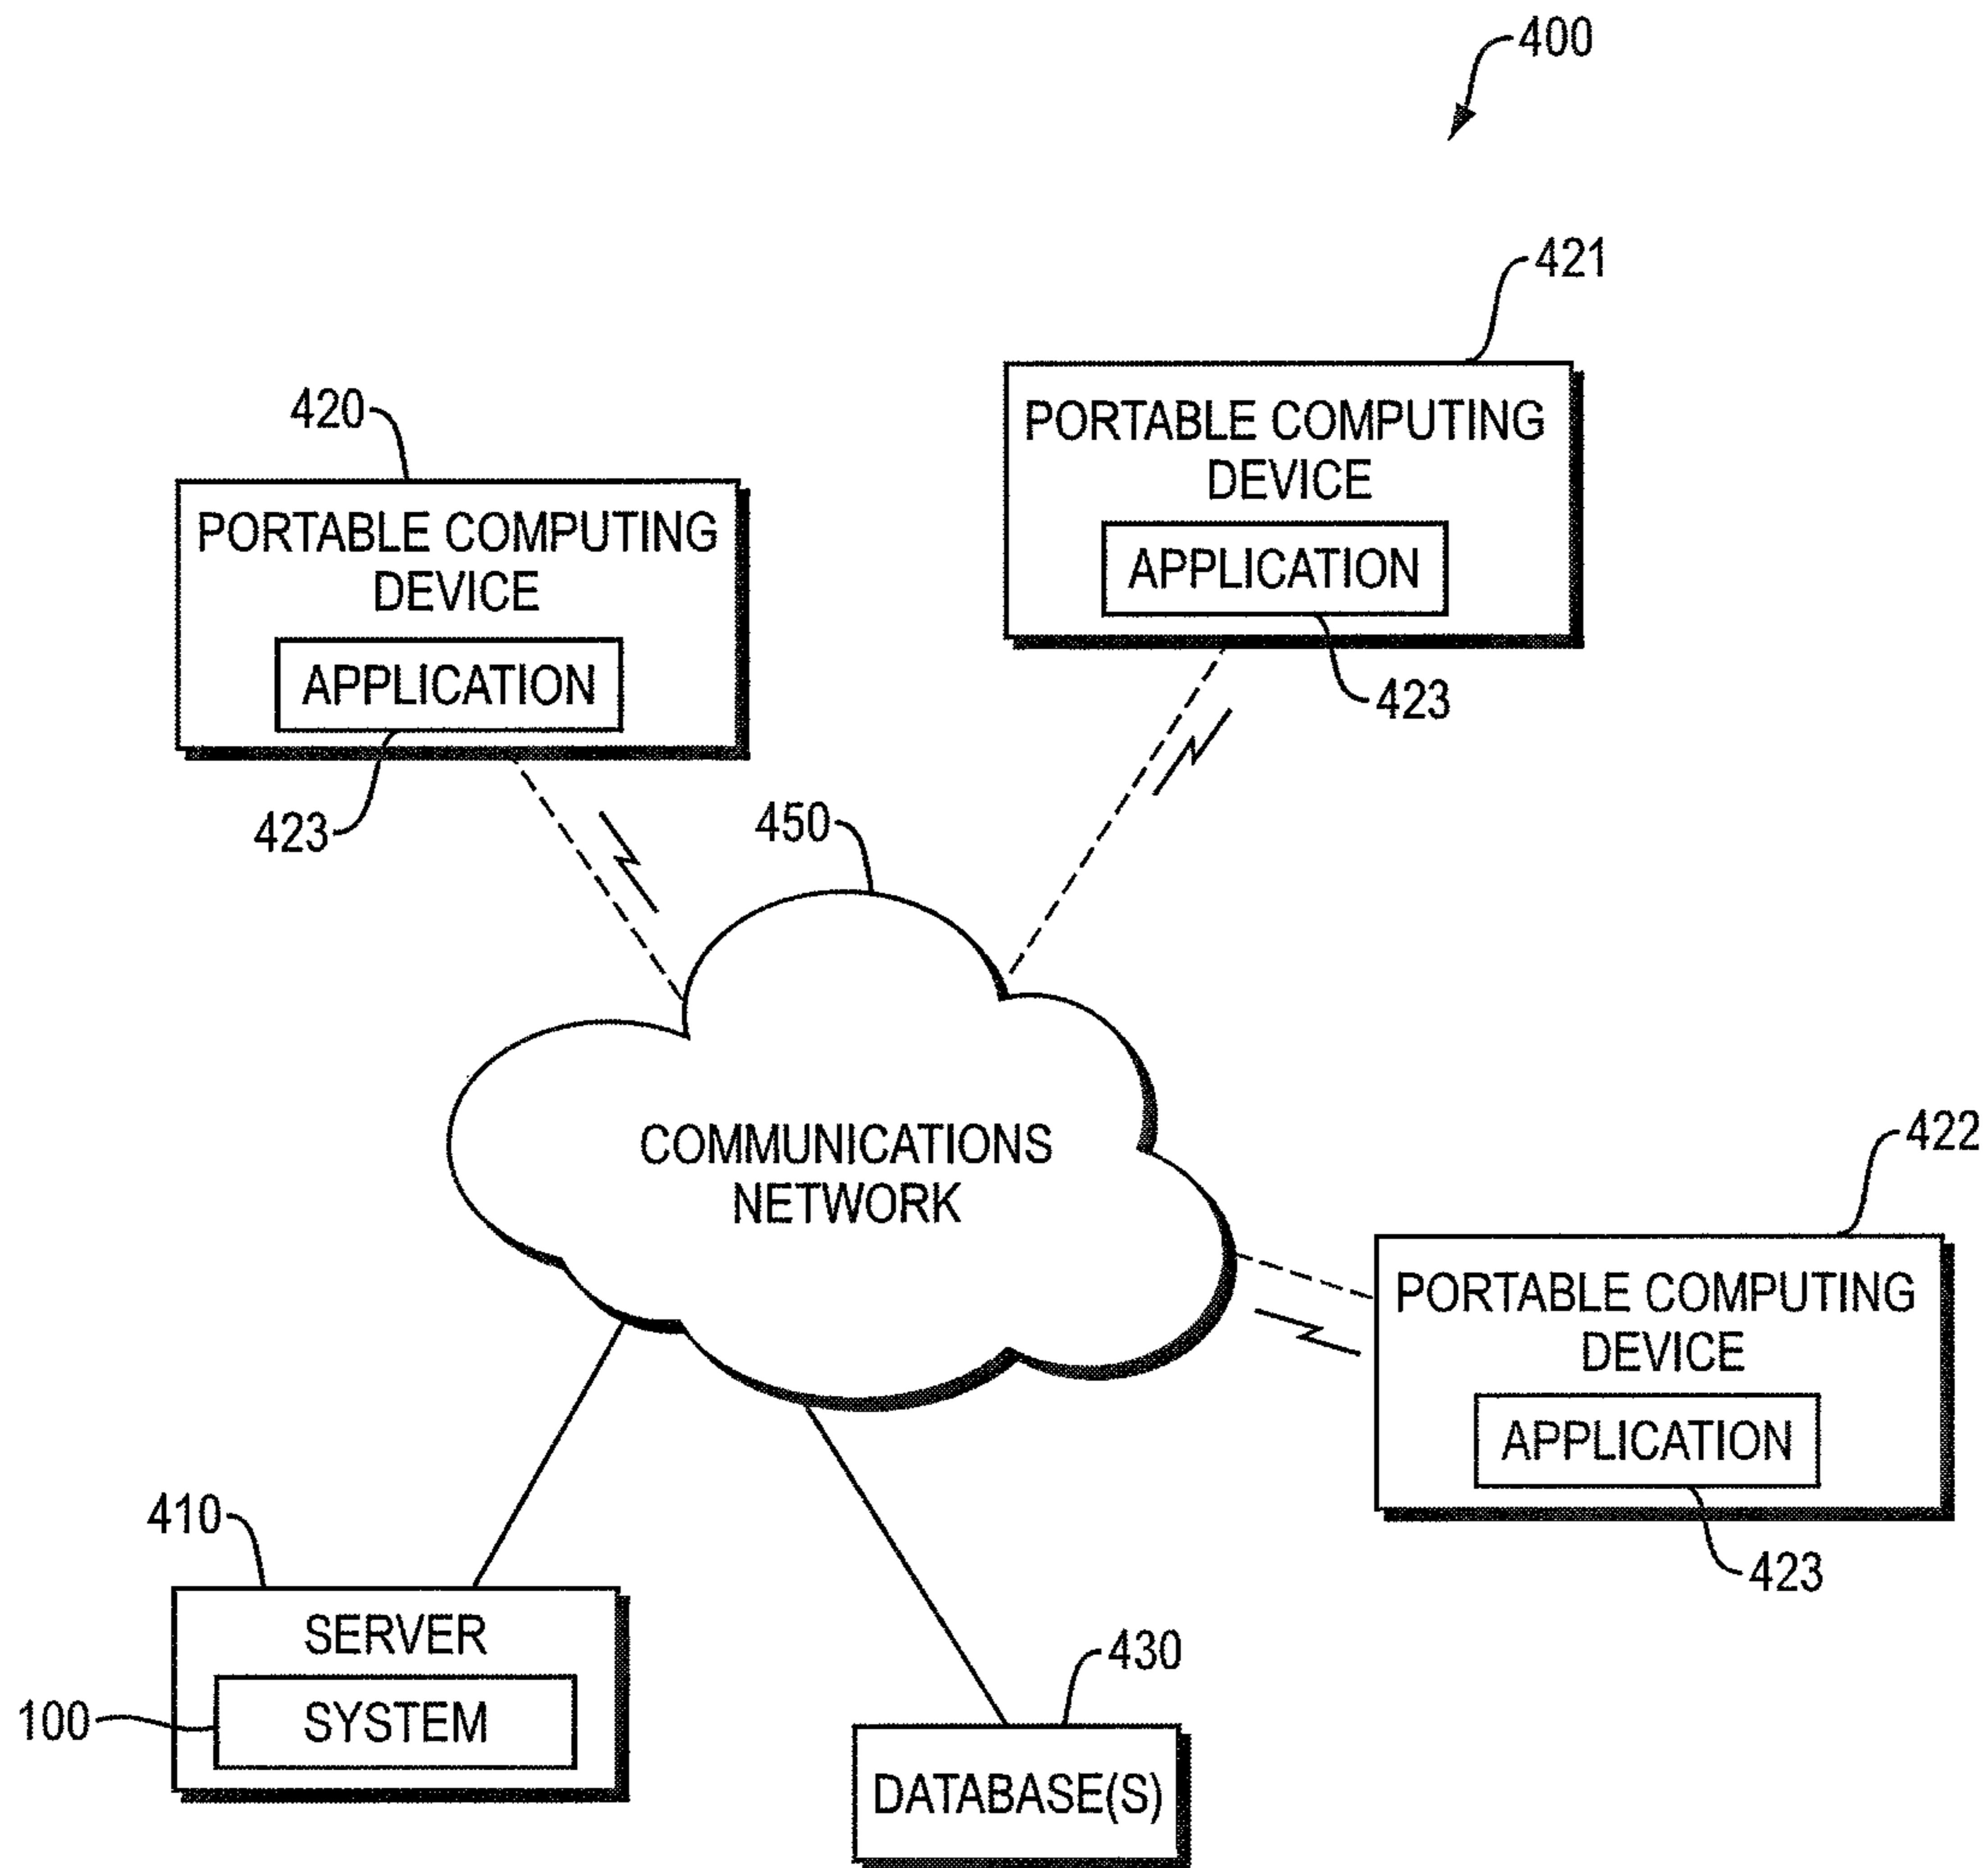 400
421
PORTABLE COMPUTING
DEVICE
APPLICATION
423
420
PORTABLE COMPUTING
DEVICE
APPLICATION
423
450
COMMUNICATIONS
NETWORK
422
PORTABLE COMPUTING
DEVICE
APPLICATION
423
410
SERVER
100
SYSTEM
430
DATABASE(S)